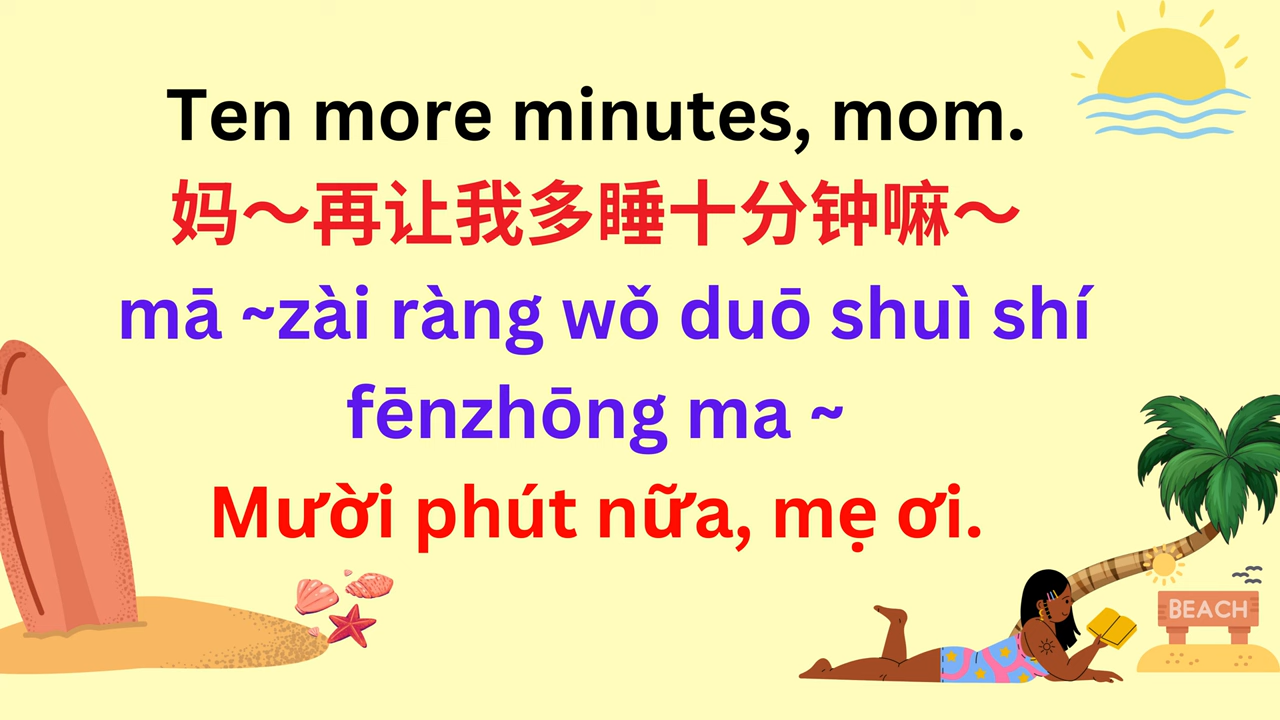 Ten more minutes, mom.
妈～再让我多睡十分钟嘛～
mā ~zài ràng wǒ duō shuì shí
fēnzhōng ma ~
Mười phút nữa, mẹ ơi.
BEACH